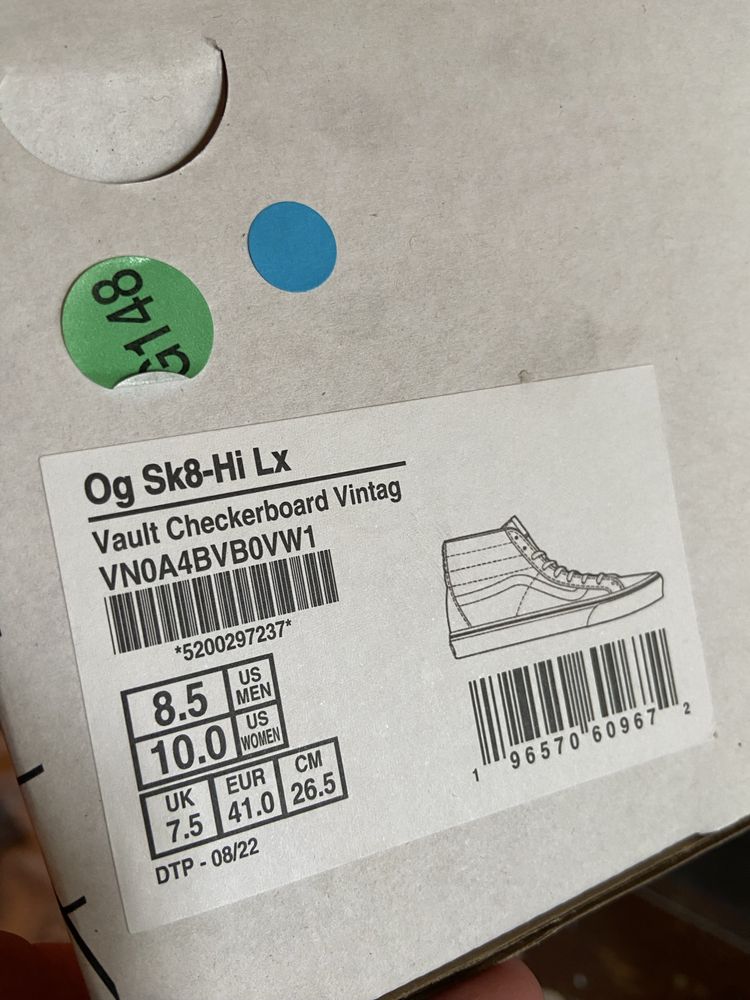 G148
Og Sk8-Hi Lx
Vault Checkerboard Vintag
VN0A4BVB0VW1
*5200297237*
8.5 US MEN
10.0 US WOMEN
UK 7.5
EUR 41.0
CM 26.5
DTP - 08/22
1 96570 60967 2